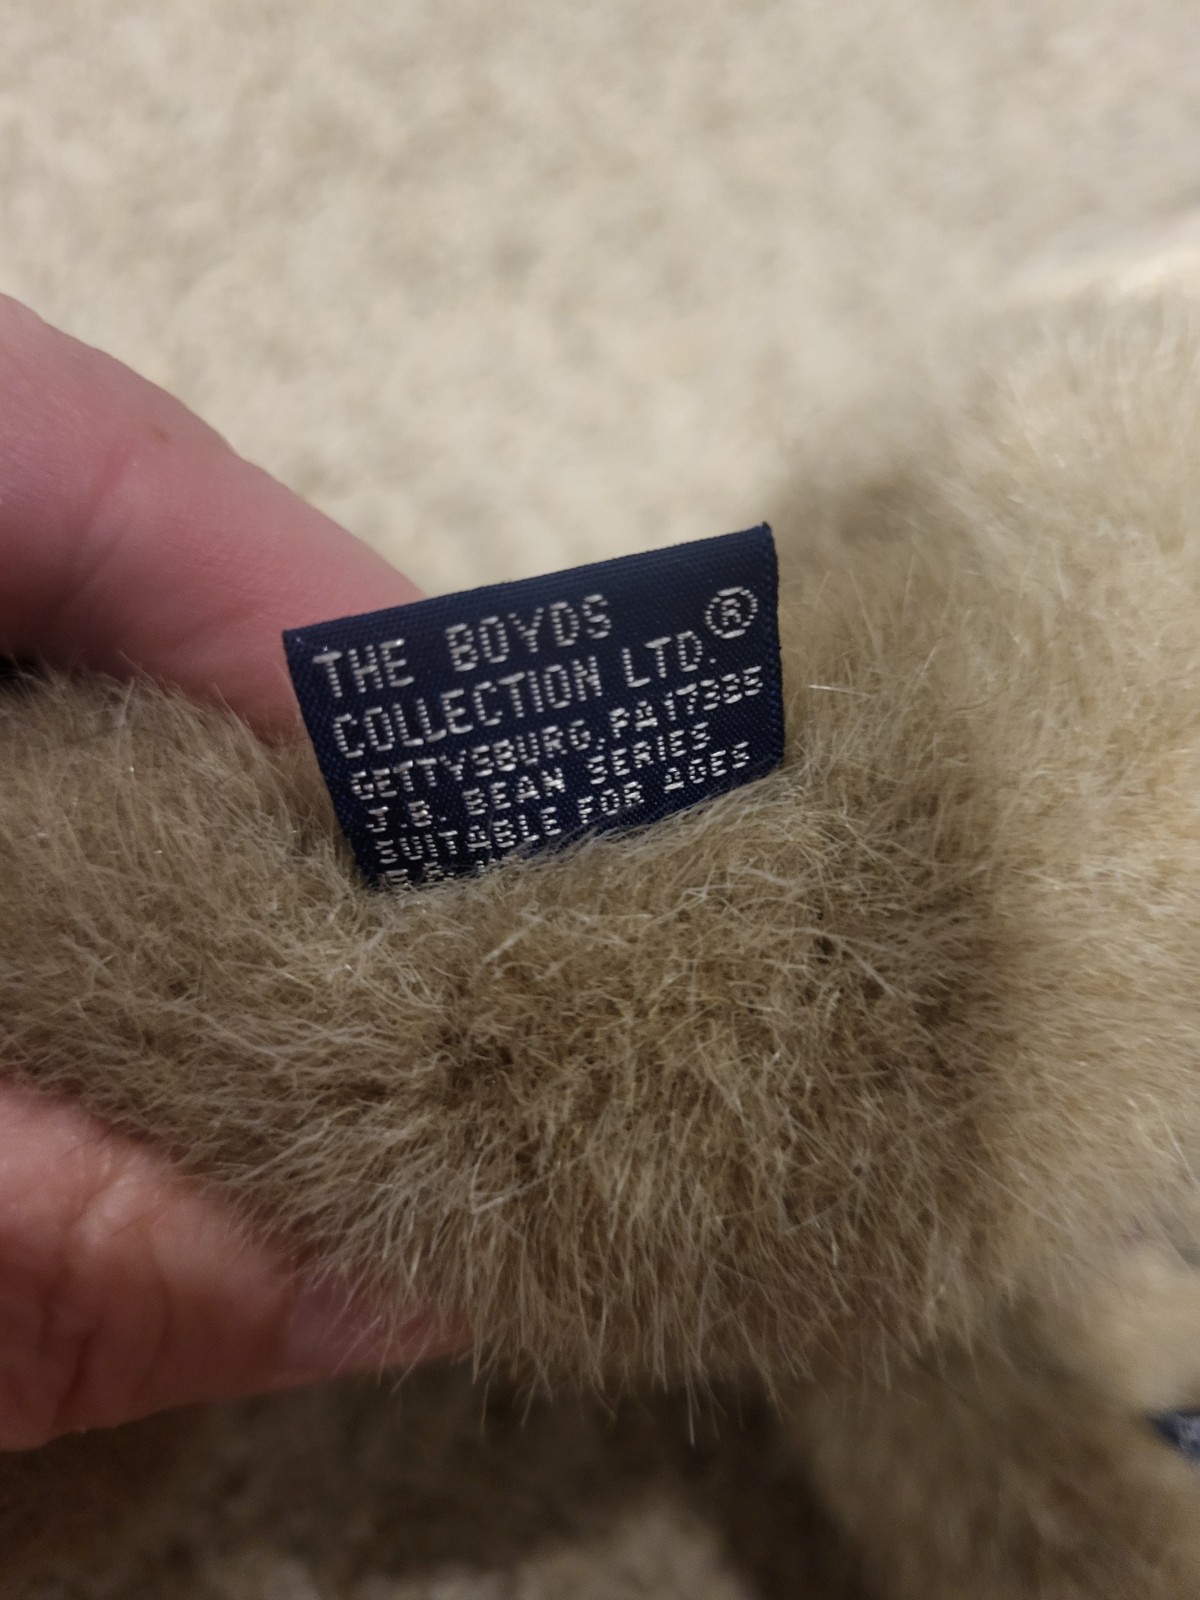 THE BOYDS ®
COLLECTION LTD.
GETTYSBURG, PA 17325
J.B. BEAN SERIES
SUITABLE FOR AGES